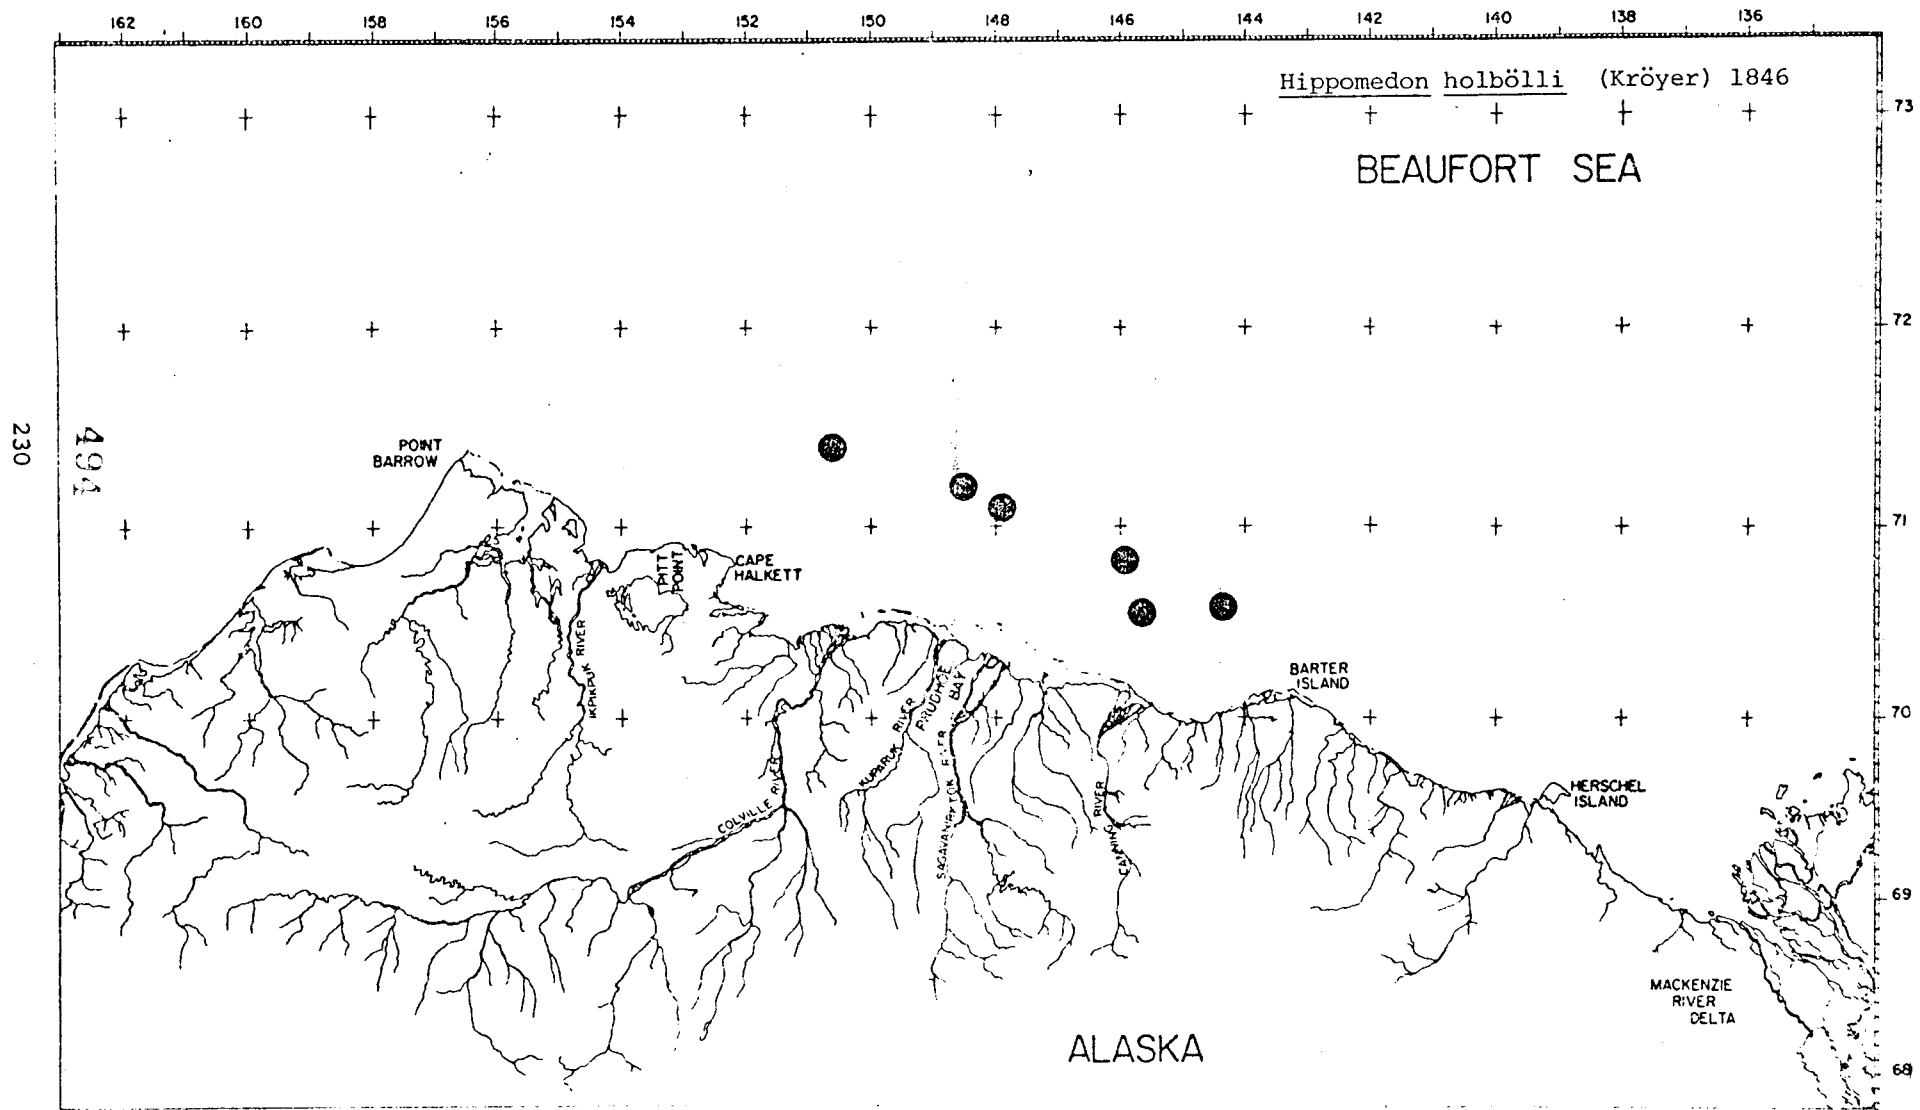 162 160 158 156 154 152 150 148 146 144 142 140 138 136
Hippomedon holbölli (Kröyer) 1846
73
BEAUFORT SEA
72
230
494
POINT
BARROW
71
PITT
POINT
CAPE
HALKETT
IKPIKPUK RIVER
BARTER
ISLAND
PRUDHOE
BAY
70
KUPARUK RIVER
COLVILLE RIVER
SAGAVANIRKTOK RIVER
CANNING RIVER
HERSCHEL
ISLAND
69
MACKENZIE
RIVER
DELTA
ALASKA
68